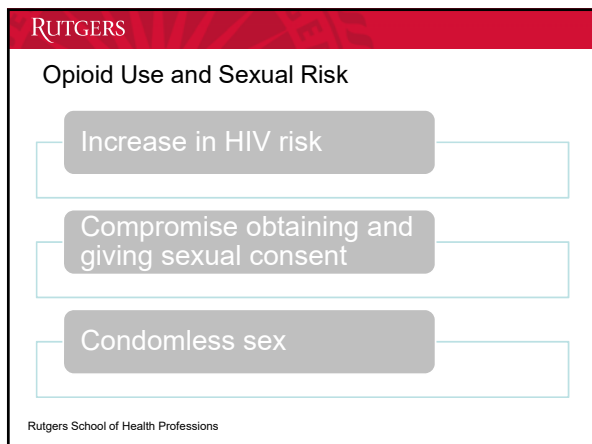 RUTGERS
Opioid Use and Sexual Risk
Increase in HIV risk
Compromise obtaining and
giving sexual consent
Condomless sex
Rutgers School of Health Professions